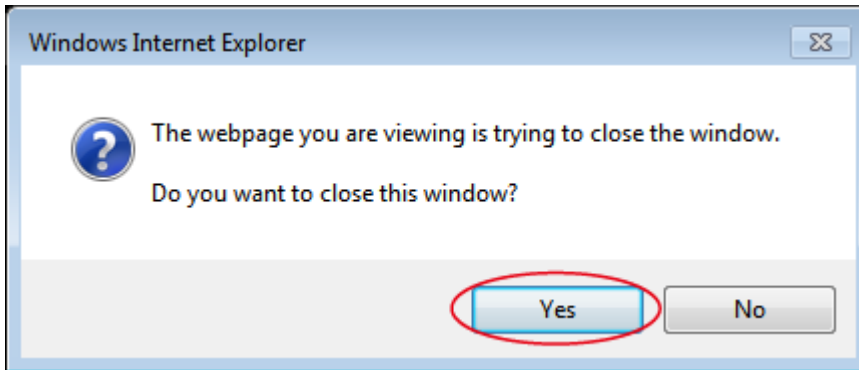 Windows Internet Explorer
The webpage you are viewing is trying to close the window.
Do you want to close this window?
Yes No